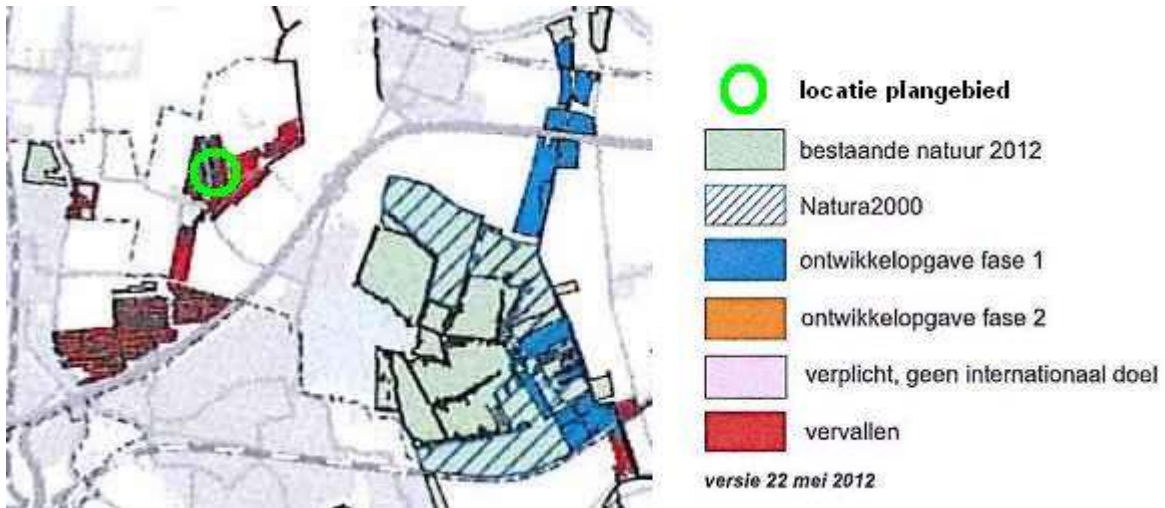 locatie plangebied
bestaande natuur 2012
Natura2000
ontwikkelopgave fase 1
ontwikkelopgave fase 2
verplicht, geen internationaal doel
vervallen
versie 22 mei 2012